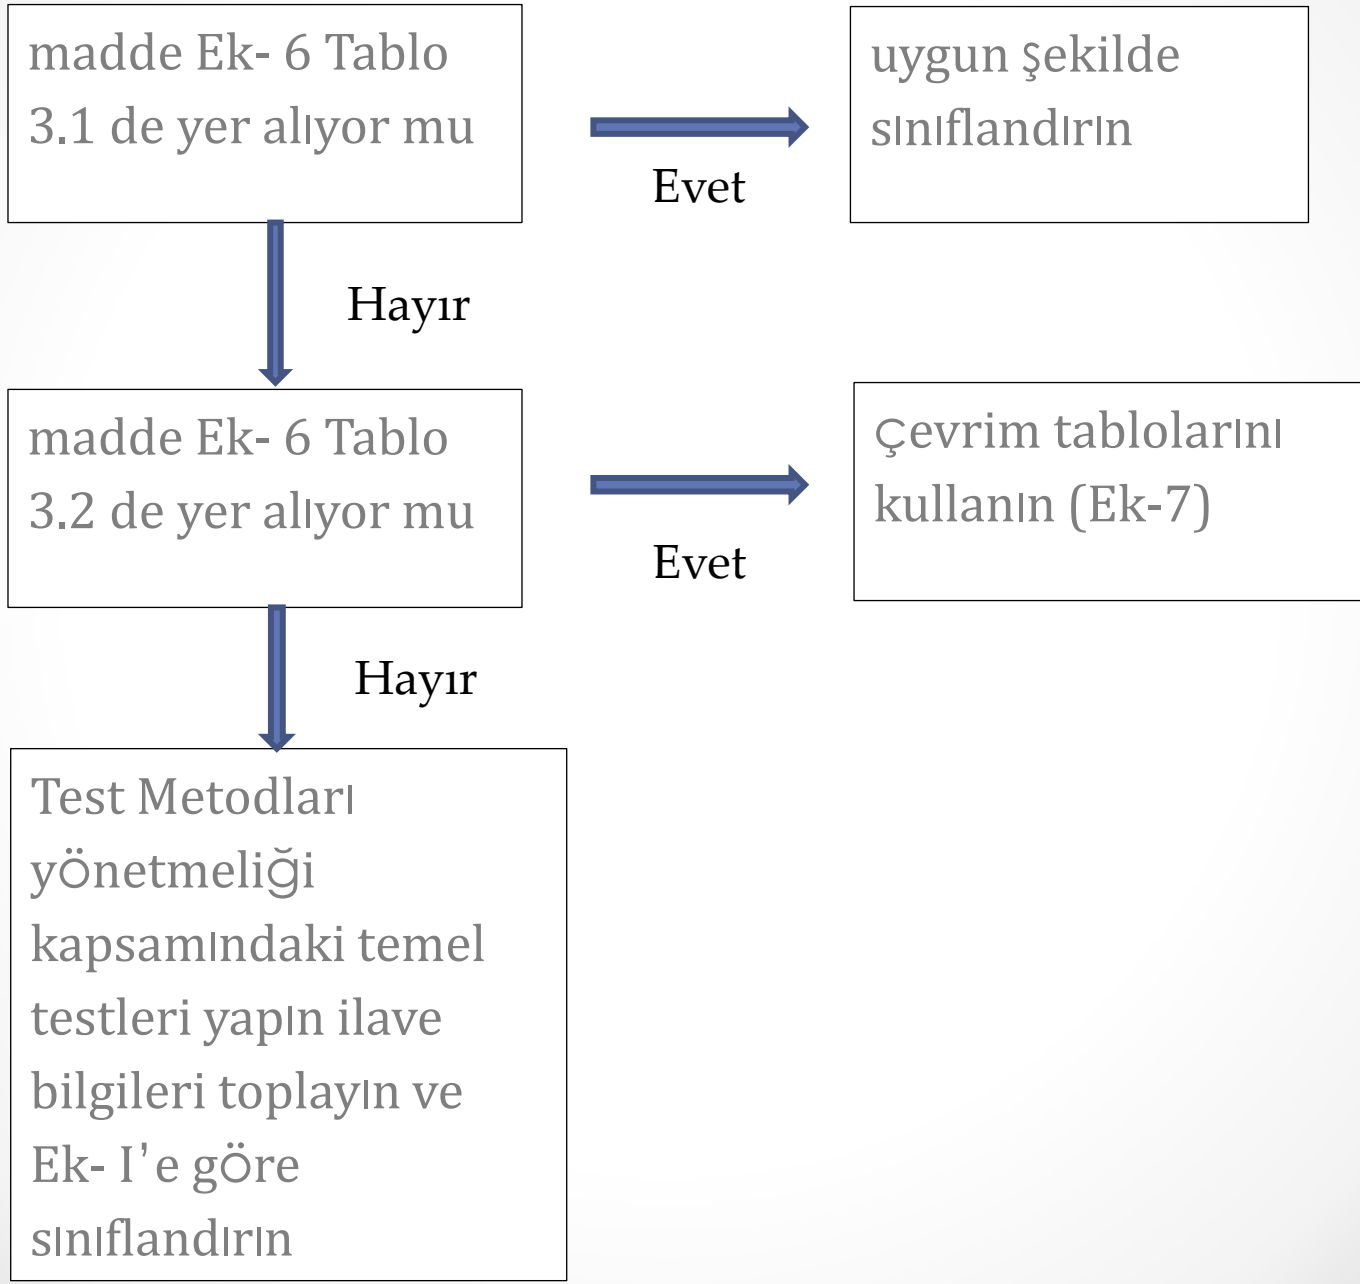 madde Ek- 6 Tablo
3.1 de yer alıyor mu
Evet
uygun şekilde
sınıflandırın
Hayır
madde Ek- 6 Tablo
3.2 de yer alıyor mu
Evet
Çevrim tablolarını
kullanın (Ek-7)
Hayır
Test Metodları
yönetmeliği
kapsamındaki temel
testleri yapın ilave
bilgileri toplayın ve
Ek- I’e göre
sınıflandırın